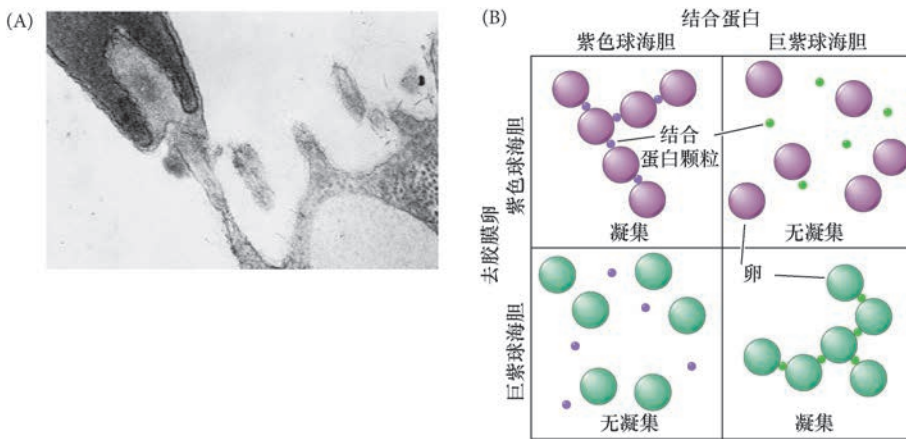 (A)
(B)
结合蛋白
紫色球海胆
巨紫球海胆
去胶膜卵
紫色球海胆
结合
蛋白颗粒
凝集
无凝集
巨紫球海胆
卵
无凝集
凝集